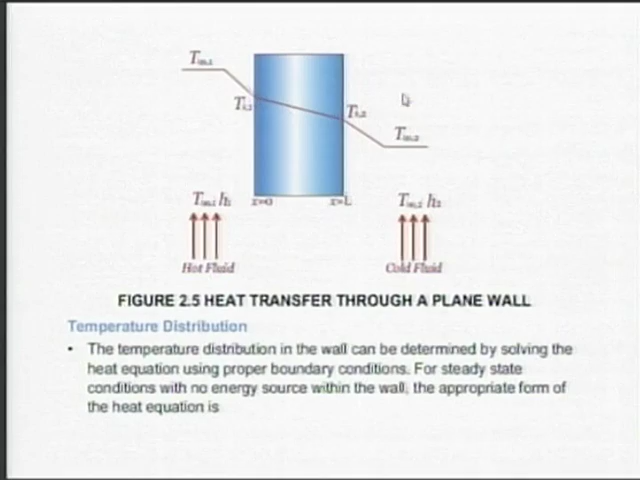 T∞,1
Ts,1
Ts,2
T∞,2
T∞,1 h1
x=0
x=L
T∞,2 h2
Hot Fluid
Cold Fluid
FIGURE 2.5 HEAT TRANSFER THROUGH A PLANE WALL
Temperature Distribution
• The temperature distribution in the wall can be determined by solving the
heat equation using proper boundary conditions. For steady state
conditions with no energy source within the wall, the appropriate form of
the heat equation is